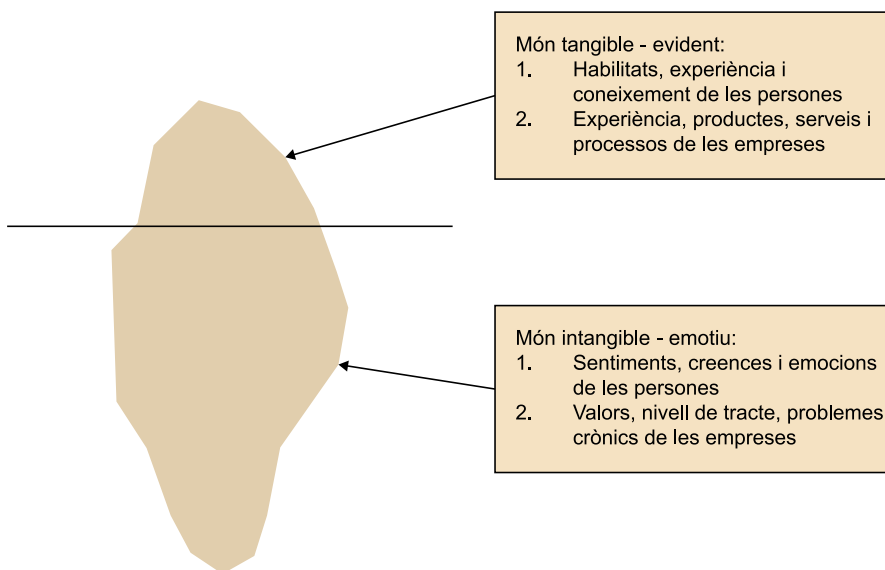 Món tangible - evident:
1. Habilitats, experiència i
coneixement de les persones
2. Experiència, productes, serveis i
processos de les empreses
Món intangible - emotiu:
1. Sentiments, creences i emocions
de les persones
2. Valors, nivell de tracte, problemes
crònics de les empreses